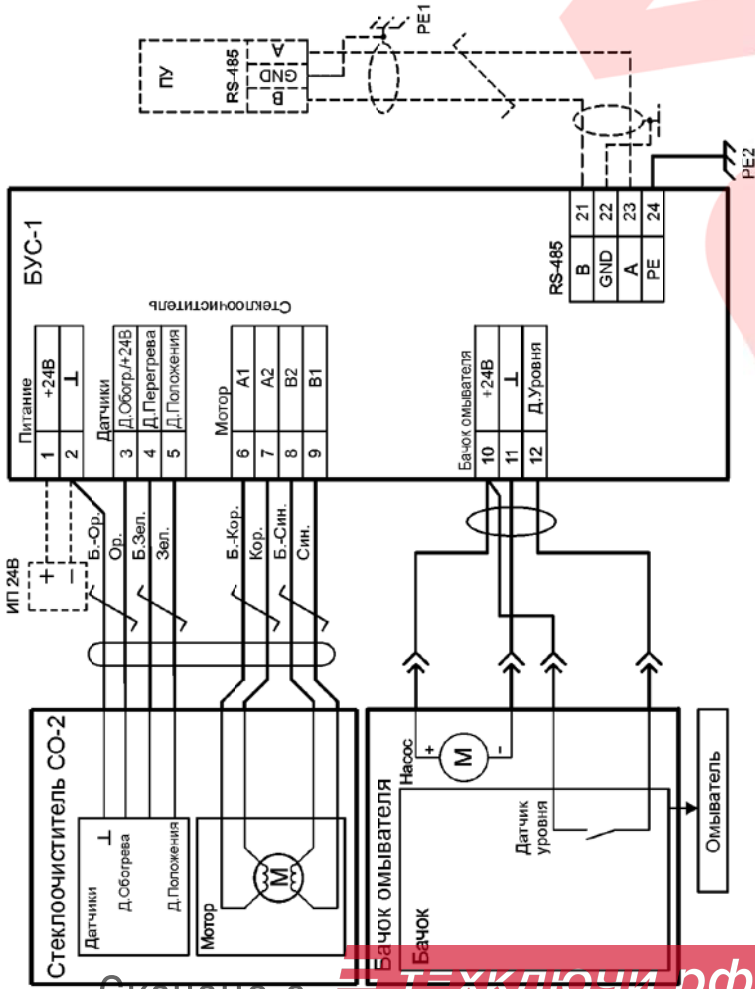 ПУ
RS-485
B
GND
A
PE1
БУС-1
Питание
1 +24В
2 ⊥
Датчики
3 Д.Обогр./+24В
4 Д.Перегрева
5 Д.Положения
Стеклоочиститель
Мотор
6 A1
7 A2
8 B2
9 B1
Бачок омывателя
10 +24В
11 ⊥
12 Д.Уровня
RS-485
B 21
GND 22
A 23
PE 24
PE2
ИП 24В
+
–
Б.-Ор.
Ор.
Б.Зел.
Зел.
Б.-Кор.
Кор.
Б.-Син.
Син.
Стеклоочиститель СО-2
Датчики
⊥
Д.Обогрева
Д.Положения
Мотор
М
Бачок омывателя
Насос
+
М
-
Бачок
Датчик
уровня
Омыватель
Скачано с
ТЕХКЛЮЧИ.РФ